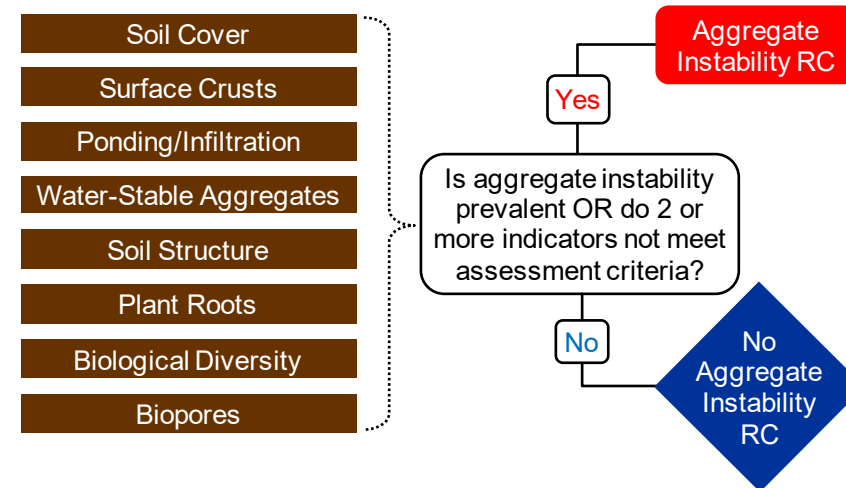 Soil Cover
Surface Crusts
Ponding/Infiltration
Water-Stable Aggregates
Soil Structure
Plant Roots
Biological Diversity
Biopores
Aggregate
Instability RC
Yes
Is aggregate instability
prevalent OR do 2 or
more indicators not meet
assessment criteria?
No
No
Aggregate
Instability
RC